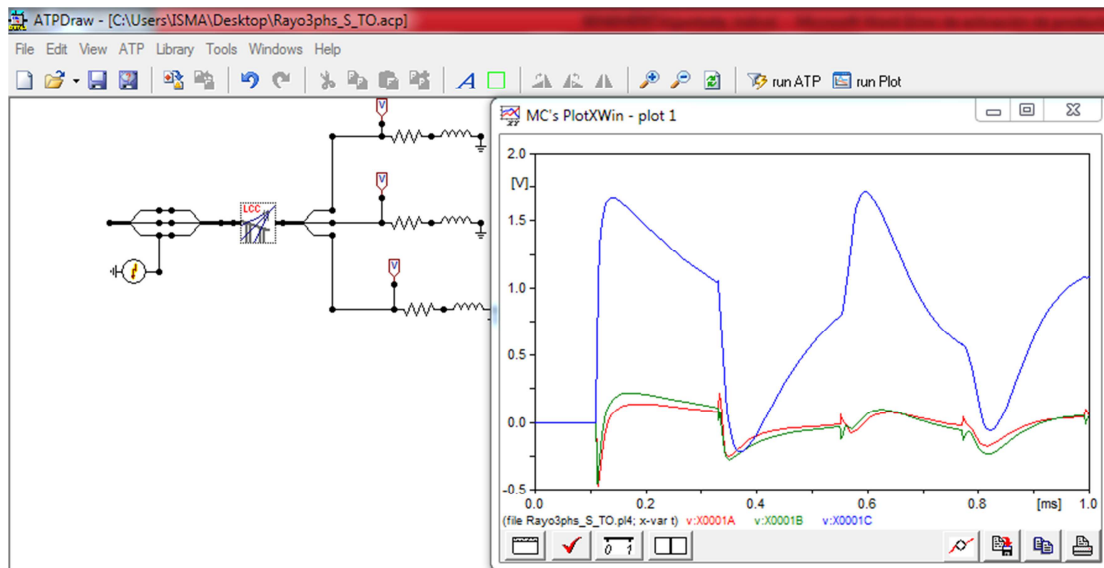 ATPDraw - [C:\Users\ISMA\Desktop\Rayo3phs_S_TO.acp]
File Edit View ATP Library Tools Windows Help
A run ATP run Plot
V
V
V
LCC
MC's PlotXWin - plot 1
2.0
[V]
1.5
1.0
0.5
0.0
-0.5
0.0 0.2 0.4 0.6 0.8 [ms] 1.0
(file Rayo3phs_S_TO.pl4; x-var t) v:X0001A v:X0001B v:X0001C
0 1